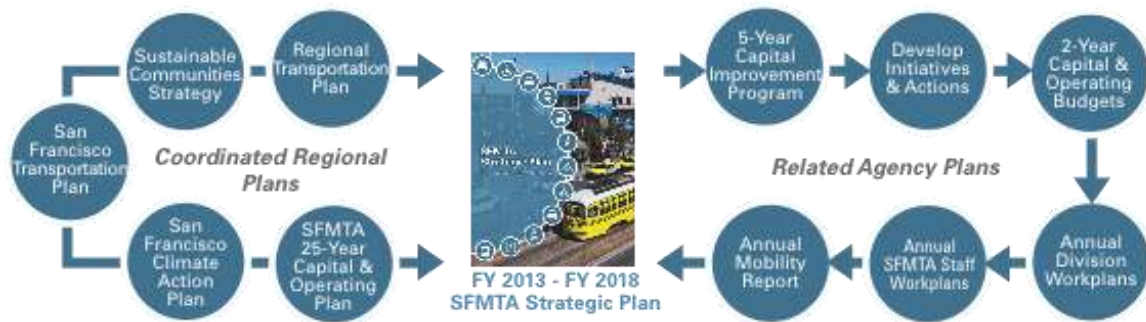 Sustainable
Communities
Strategy
Regional
Transportation
Plan
San
Francisco
Transportation
Plan
Coordinated Regional
Plans
San
Francisco
Climate
Action
Plan
SFMTA
25-Year
Capital &
Operating
Plan
SFMTA
Strategic Plan
FY 2013 - FY 2018
SFMTA Strategic Plan
5-Year
Capital
Improvement
Program
Develop
Initiatives
& Actions
2-Year
Capital &
Operating
Budgets
Related Agency Plans
Annual
Mobility
Report
Annual
SFMTA Staff
Workplans
Annual
Division
Workplans